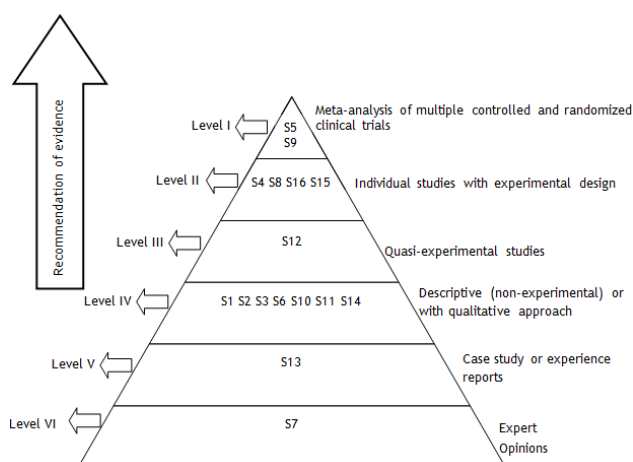 Recommendation of evidence
Level I
S5
S9
Meta-analysis of multiple controlled and randomized
clinical trials
Level II
S4 S8 S16 S15
Individual studies with experimental design
Level III
S12
Quasi-experimental studies
Level IV
S1 S2 S3 S6 S10 S11 S14
Descriptive (non-experimental) or
with qualitative approach
Level V
S13
Case study or experience
reports
Level VI
S7
Expert
Opinions